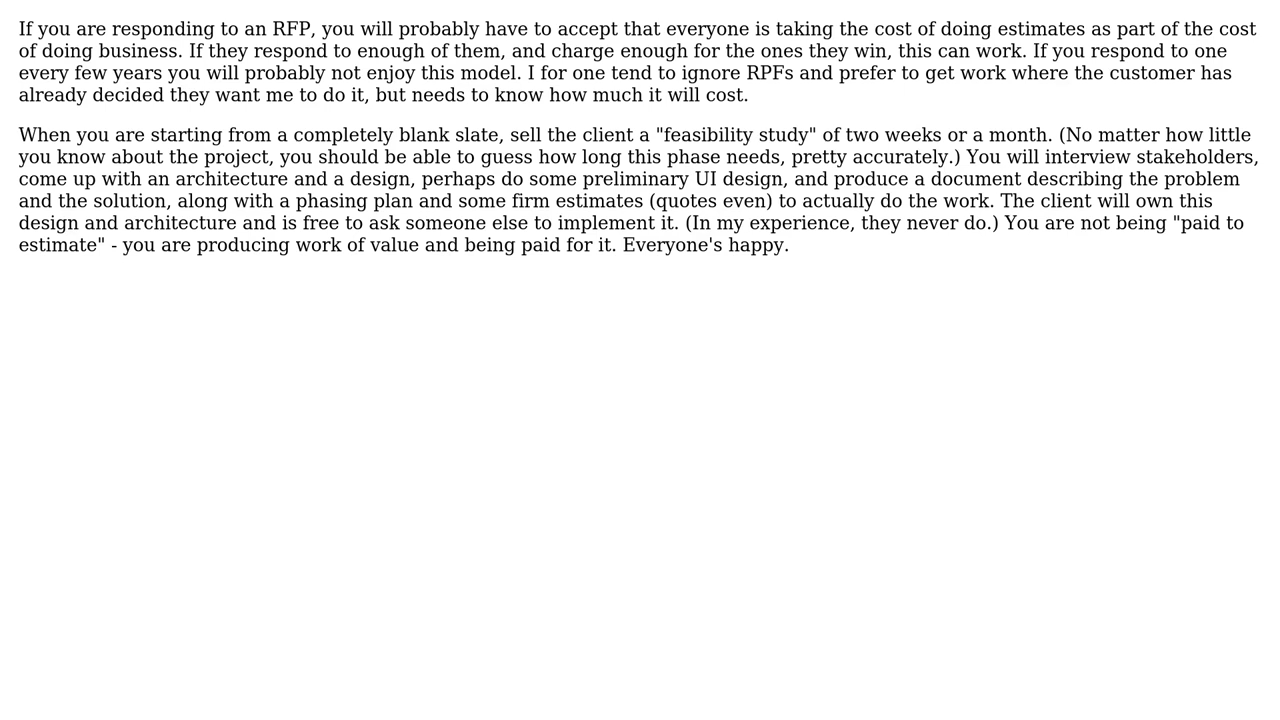 If you are responding to an RFP, you will probably have to accept that everyone is taking the cost of doing estimates as part of the cost
of doing business. If they respond to enough of them, and charge enough for the ones they win, this can work. If you respond to one
every few years you will probably not enjoy this model. I for one tend to ignore RPFs and prefer to get work where the customer has
already decided they want me to do it, but needs to know how much it will cost.
When you are starting from a completely blank slate, sell the client a "feasibility study" of two weeks or a month. (No matter how little
you know about the project, you should be able to guess how long this phase needs, pretty accurately.) You will interview stakeholders,
come up with an architecture and a design, perhaps do some preliminary UI design, and produce a document describing the problem
and the solution, along with a phasing plan and some firm estimates (quotes even) to actually do the work. The client will own this
design and architecture and is free to ask someone else to implement it. (In my experience, they never do.) You are not being "paid to
estimate" - you are producing work of value and being paid for it. Everyone's happy.